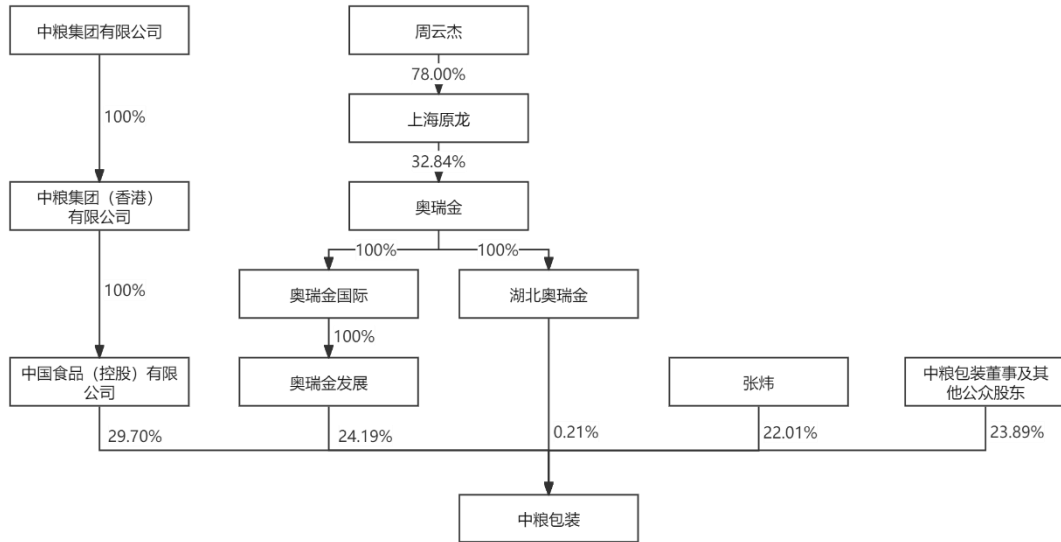 中粮集团有限公司
周云杰
78.00%
100%
上海原龙
32.84%
中粮集团（香港）
有限公司
奥瑞金
100%
100%
100%
奥瑞金国际
湖北奥瑞金
100%
中国食品（控股）有限
公司
奥瑞金发展
张炜
中粮包装董事及其
他公众股东
29.70%
24.19%
0.21%
22.01%
23.89%
中粮包装